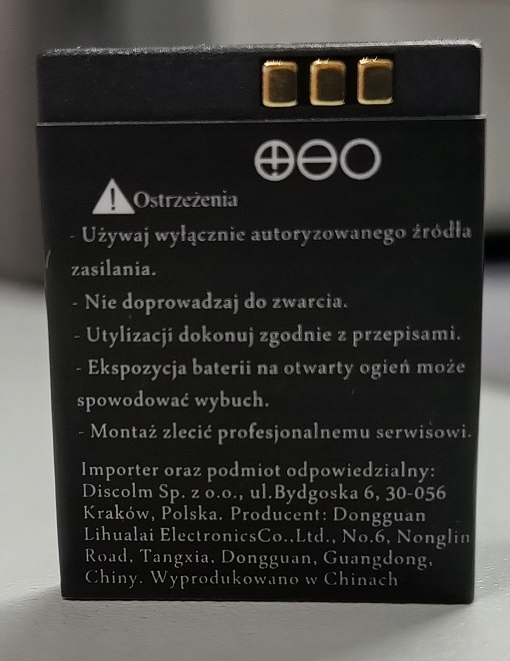 Ostrzeżenia
- Używaj wyłącznie autoryzowanego źródła
zasilania.
- Nie doprowadzaj do zwarcia.
- Utylizacji dokonuj zgodnie z przepisami.
- Ekspozycja baterii na otwarty ogień może
spowodować wybuch.
- Montaż zlecić profesjonalnemu serwisowi.
Importer oraz podmiot odpowiedzialny:
Discolm Sp. z o.o., ul.Bydgoska 6, 30-056
Kraków, Polska. Producent: Dongguan
Lihualai ElectronicsCo.,Ltd., No.6, Nonglin
Road, Tangxia, Dongguan, Guangdong,
Chiny. Wyprodukowano w Chinach